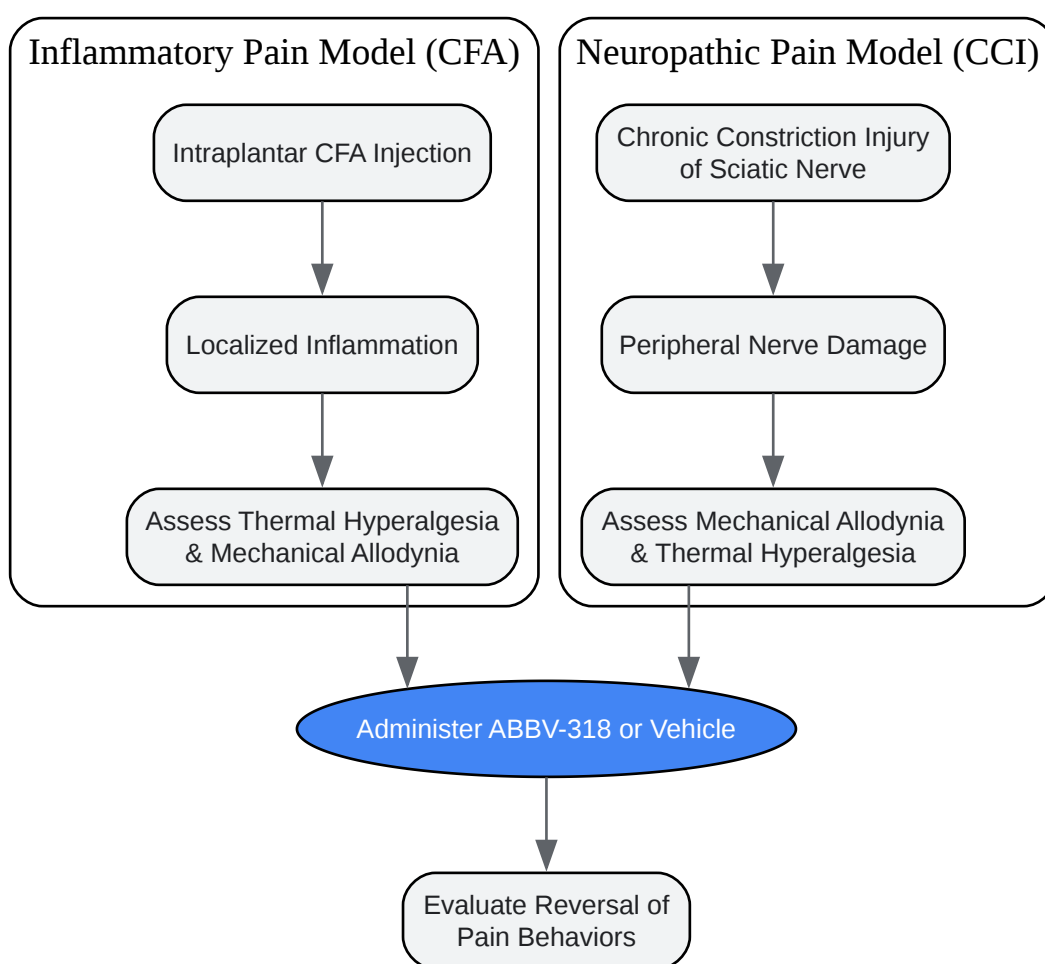 Inflammatory Pain Model (CFA)
Intraplantar CFA Injection
Localized Inflammation
Assess Thermal Hyperalgesia
& Mechanical Allodynia
Neuropathic Pain Model (CCI)
Chronic Constriction Injury
of Sciatic Nerve
Peripheral Nerve Damage
Assess Mechanical Allodynia
& Thermal Hyperalgesia
Administer ABBV-318 or Vehicle
Evaluate Reversal of
Pain Behaviors